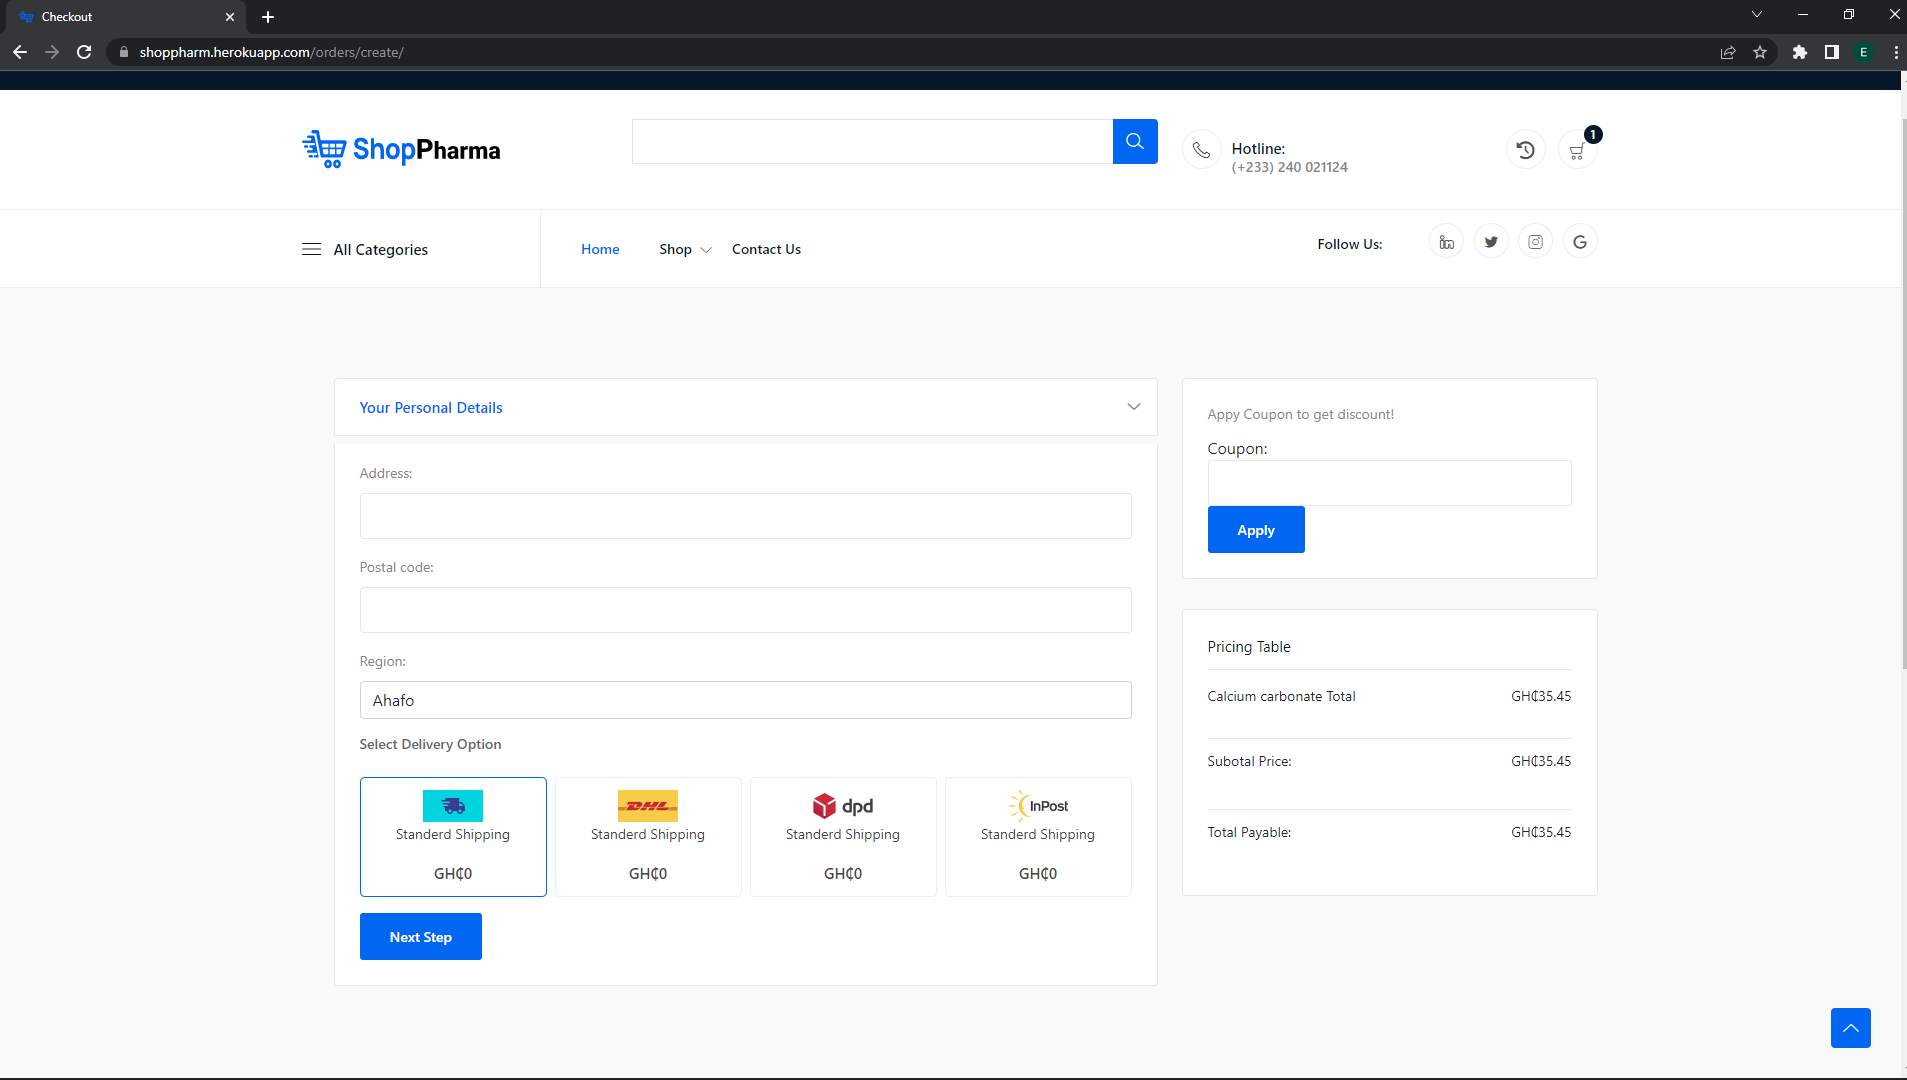 Checkout
shoppharm.herokuapp.com/orders/create/
E
ShopPharma
Hotline:
(+233) 240 021124
1
All Categories
Home
Shop
Contact Us
Follow Us:
Your Personal Details
Address:
Postal code:
Region:
Ahafo
Select Delivery Option
Standerd Shipping
GH₵0
DHL
Standerd Shipping
GH₵0
dpd
Standerd Shipping
GH₵0
InPost
Standerd Shipping
GH₵0
Next Step
Appy Coupon to get discount!
Coupon:
Apply
Pricing Table
Calcium carbonate Total GH₵35.45
Subotal Price: GH₵35.45
Total Payable: GH₵35.45